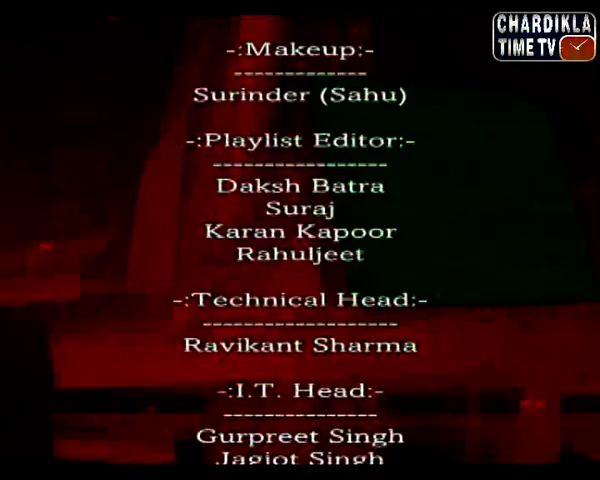 CHARDIKLA
TIME TV
-:Makeup:-
-------------
Surinder (Sahu)
-:Playlist Editor:-
-----------------
Daksh Batra
Suraj
Karan Kapoor
Rahuljeet
-:Technical Head:-
-------------------
Ravikant Sharma
-:I.T. Head:-
---------------
Gurpreet Singh
Jagjot Singh